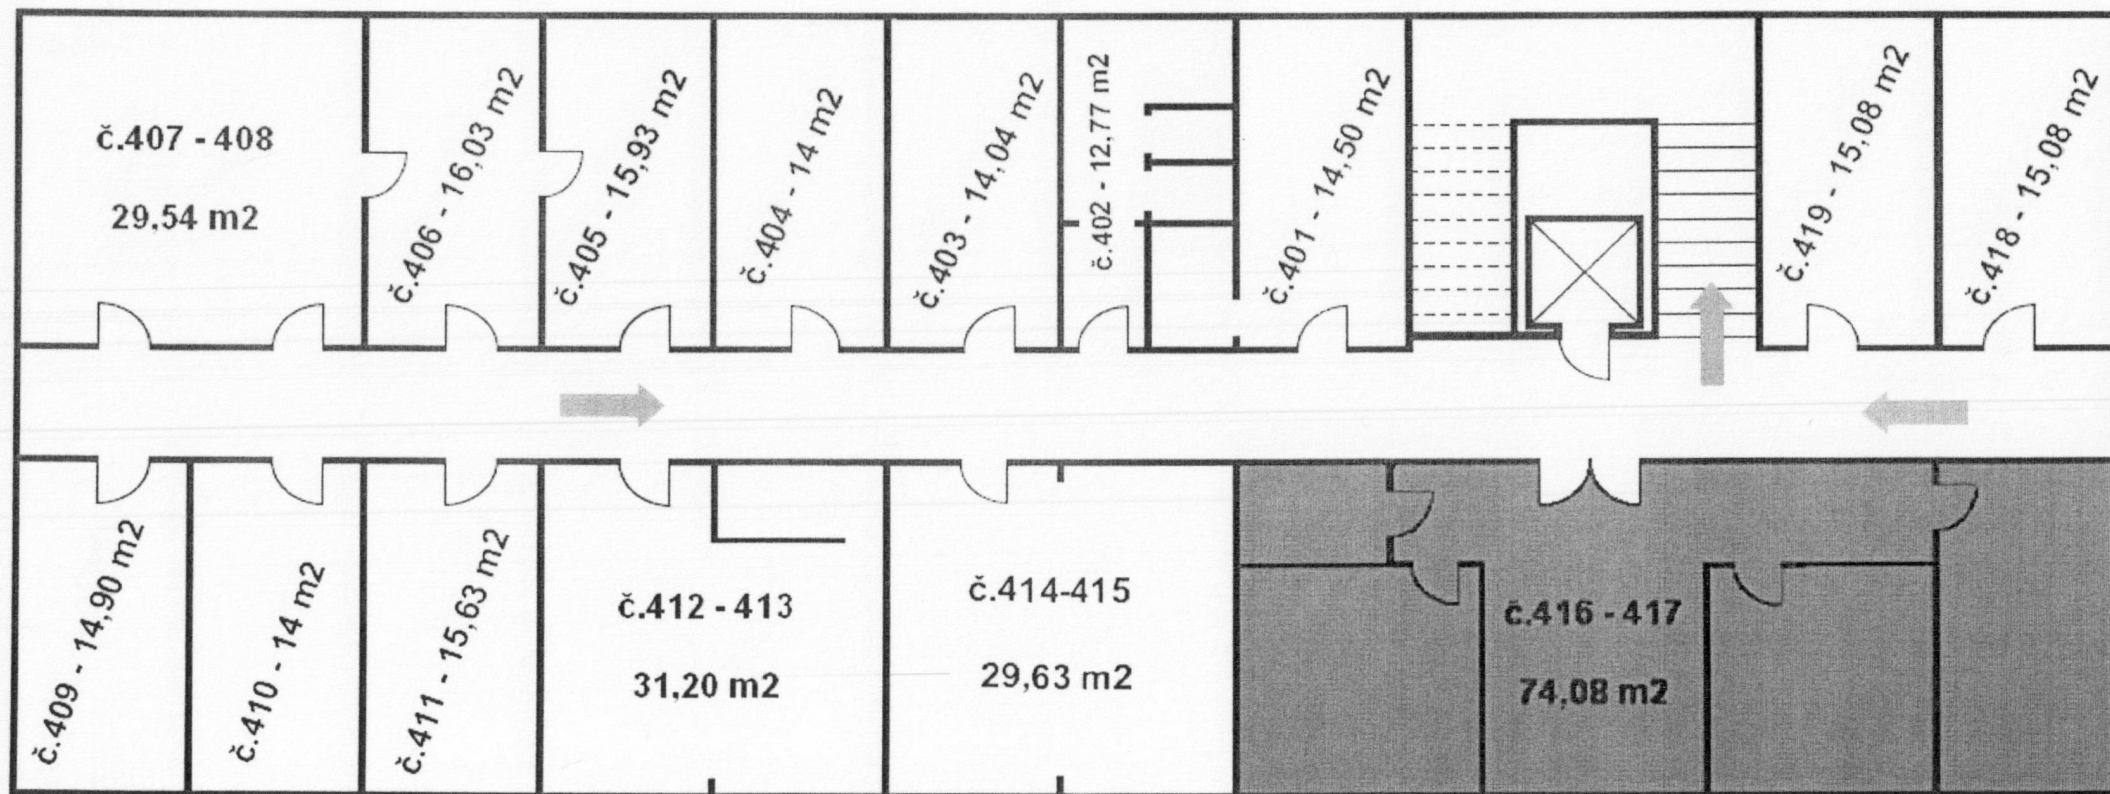 č.407 - 408
29,54 m2
č.406 - 16,03 m2
č.405 - 15,93 m2
č.404 - 14 m2
č.403 - 14,04 m2
č.402 - 12,77 m2
č.401 - 14,50 m2
č.419 - 15,08 m2
č.418 - 15,08 m2
č.409 - 14,90 m2
č.410 - 14 m2
č.411 - 15,63 m2
č.412 - 413
31,20 m2
č.414-415
29,63 m2
č.416 - 417
74,08 m2